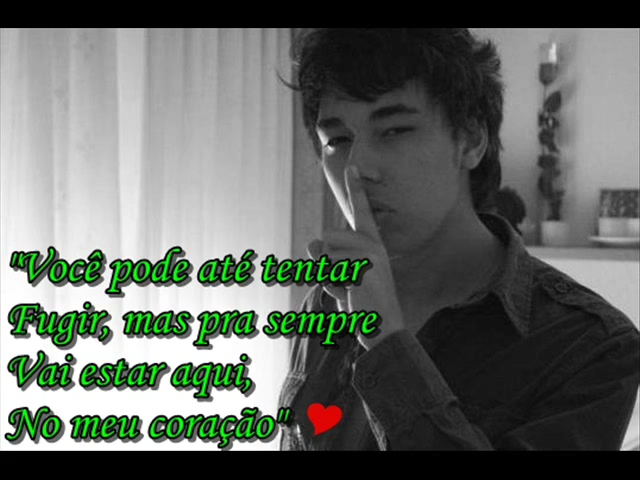 "Você pode até tentar
Fugir, mas pra sempre
Vai estar aqui,
No meu coração" ❤